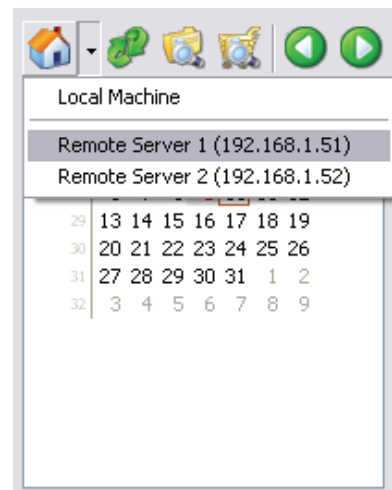 Local Machine
Remote Server 1 (192.168.1.51)
Remote Server 2 (192.168.1.52)
29 13 14 15 16 17 18 19
30 20 21 22 23 24 25 26
31 27 28 29 30 31 1 2
32 3 4 5 6 7 8 9